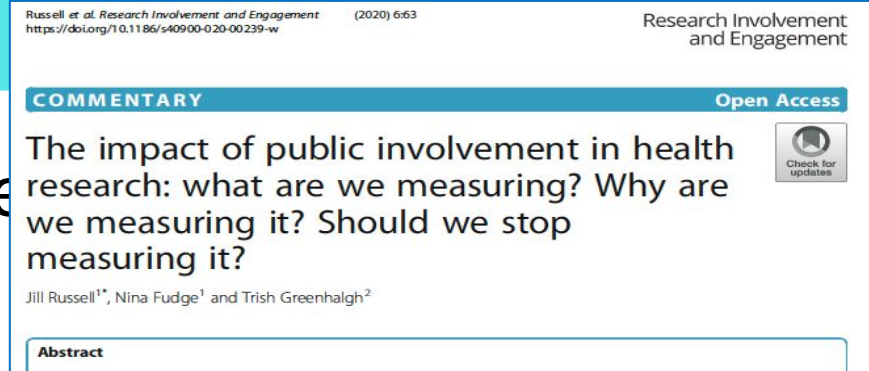 Russell et al. Research Involvement and Engagement (2020) 6:63
https://doi.org/10.1186/s40900-020-00239-w
Research Involvement
and Engagement
COMMENTARY Open Access
The impact of public involvement in health
research: what are we measuring? Why are
we measuring it? Should we stop
measuring it?
Check for
updates
Jill Russell1*, Nina Fudge1 and Trish Greenhalgh2
Abstract